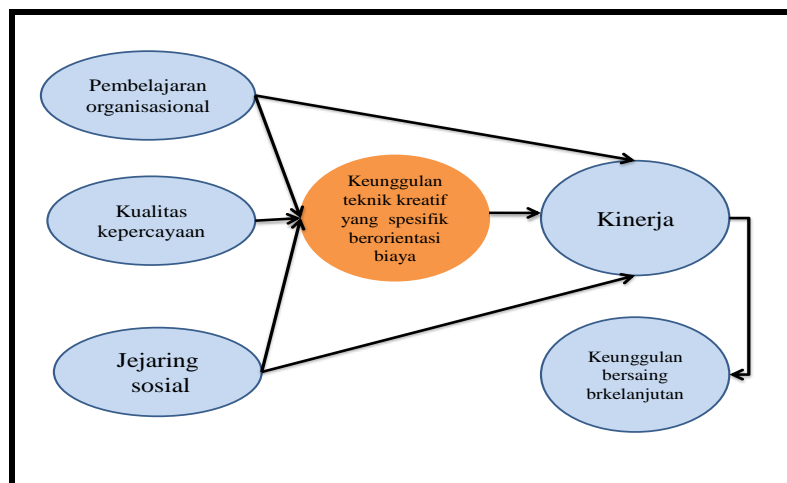 Pembelajaran
organisasional
Kualitas
kepercayaan
Jejaring
sosial
Keunggulan
teknik kreatif
yang spesifik
berorientasi
biaya
Kinerja
Keunggulan
bersaing
brkelanjutan